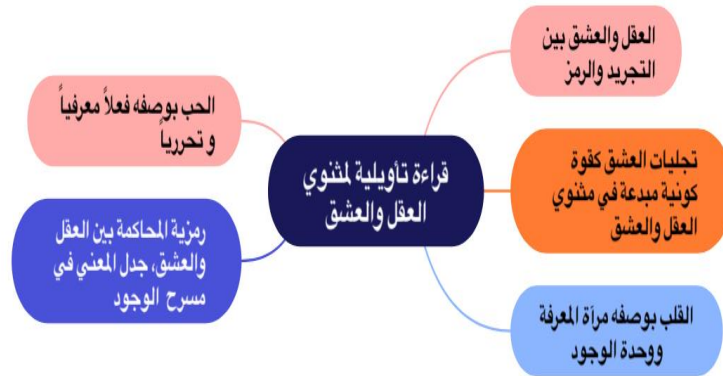 العقل والعشق بين
التجريد والرمز
تجليات العشق كقوة
كونية مبدعة في مثنوي
العقل والعشق
القلب بوصفه مرآة المعرفة
ووحدة الوجود
قراءة تأويلية لمثنوي
العقل والعشق
الحب بوصفه فعلاً معرفياً
و تحررياً
رمزية المحاكمة بين العقل
والعشق، جدل المعني في
مسرح الوجود